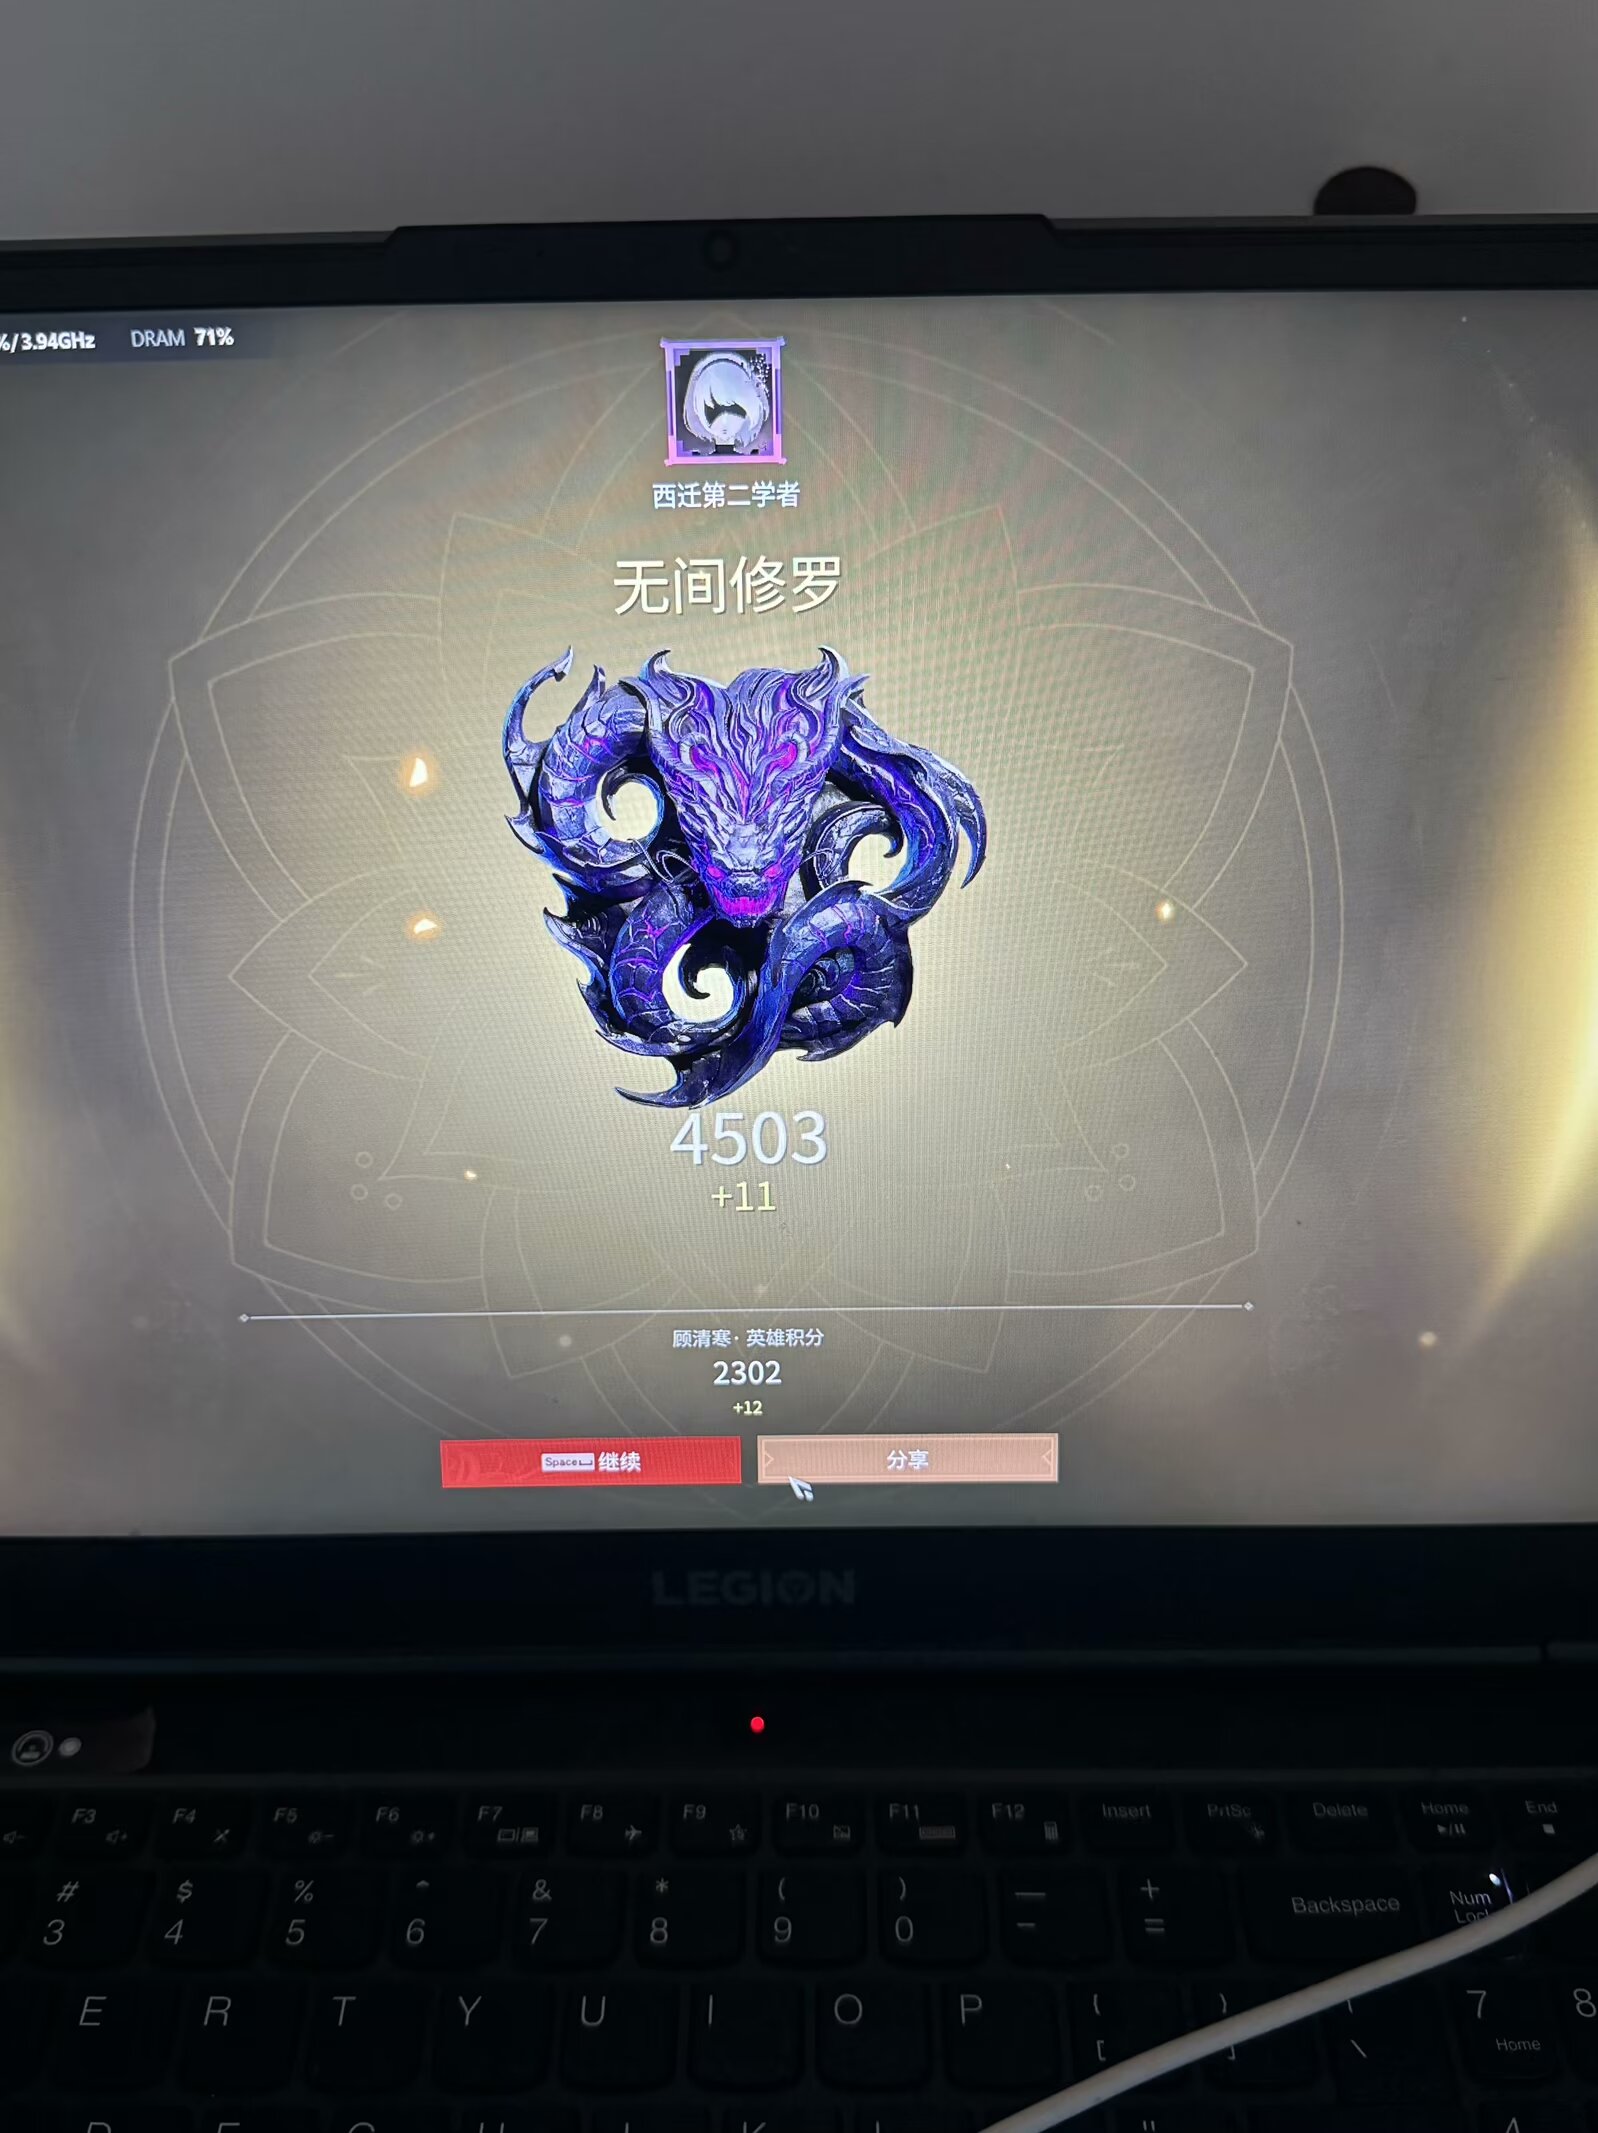 %/3.94GHz DRAM 71%
西迁第二学者
无间修罗
4503
+11
顾清寒·英雄积分
2302
+12
Space 继续
分享
LEGION
F3 F4 F5 F6 F7 F8 F9 F10 F11 F12 Insert PrtSc Delete Home End
# $ % ^ & * ( ) — +
3 4 5 6 7 8 9 0 - = Backspace Num
Lock
E R T Y U I O P { } | 7 8
[ ] \ Home